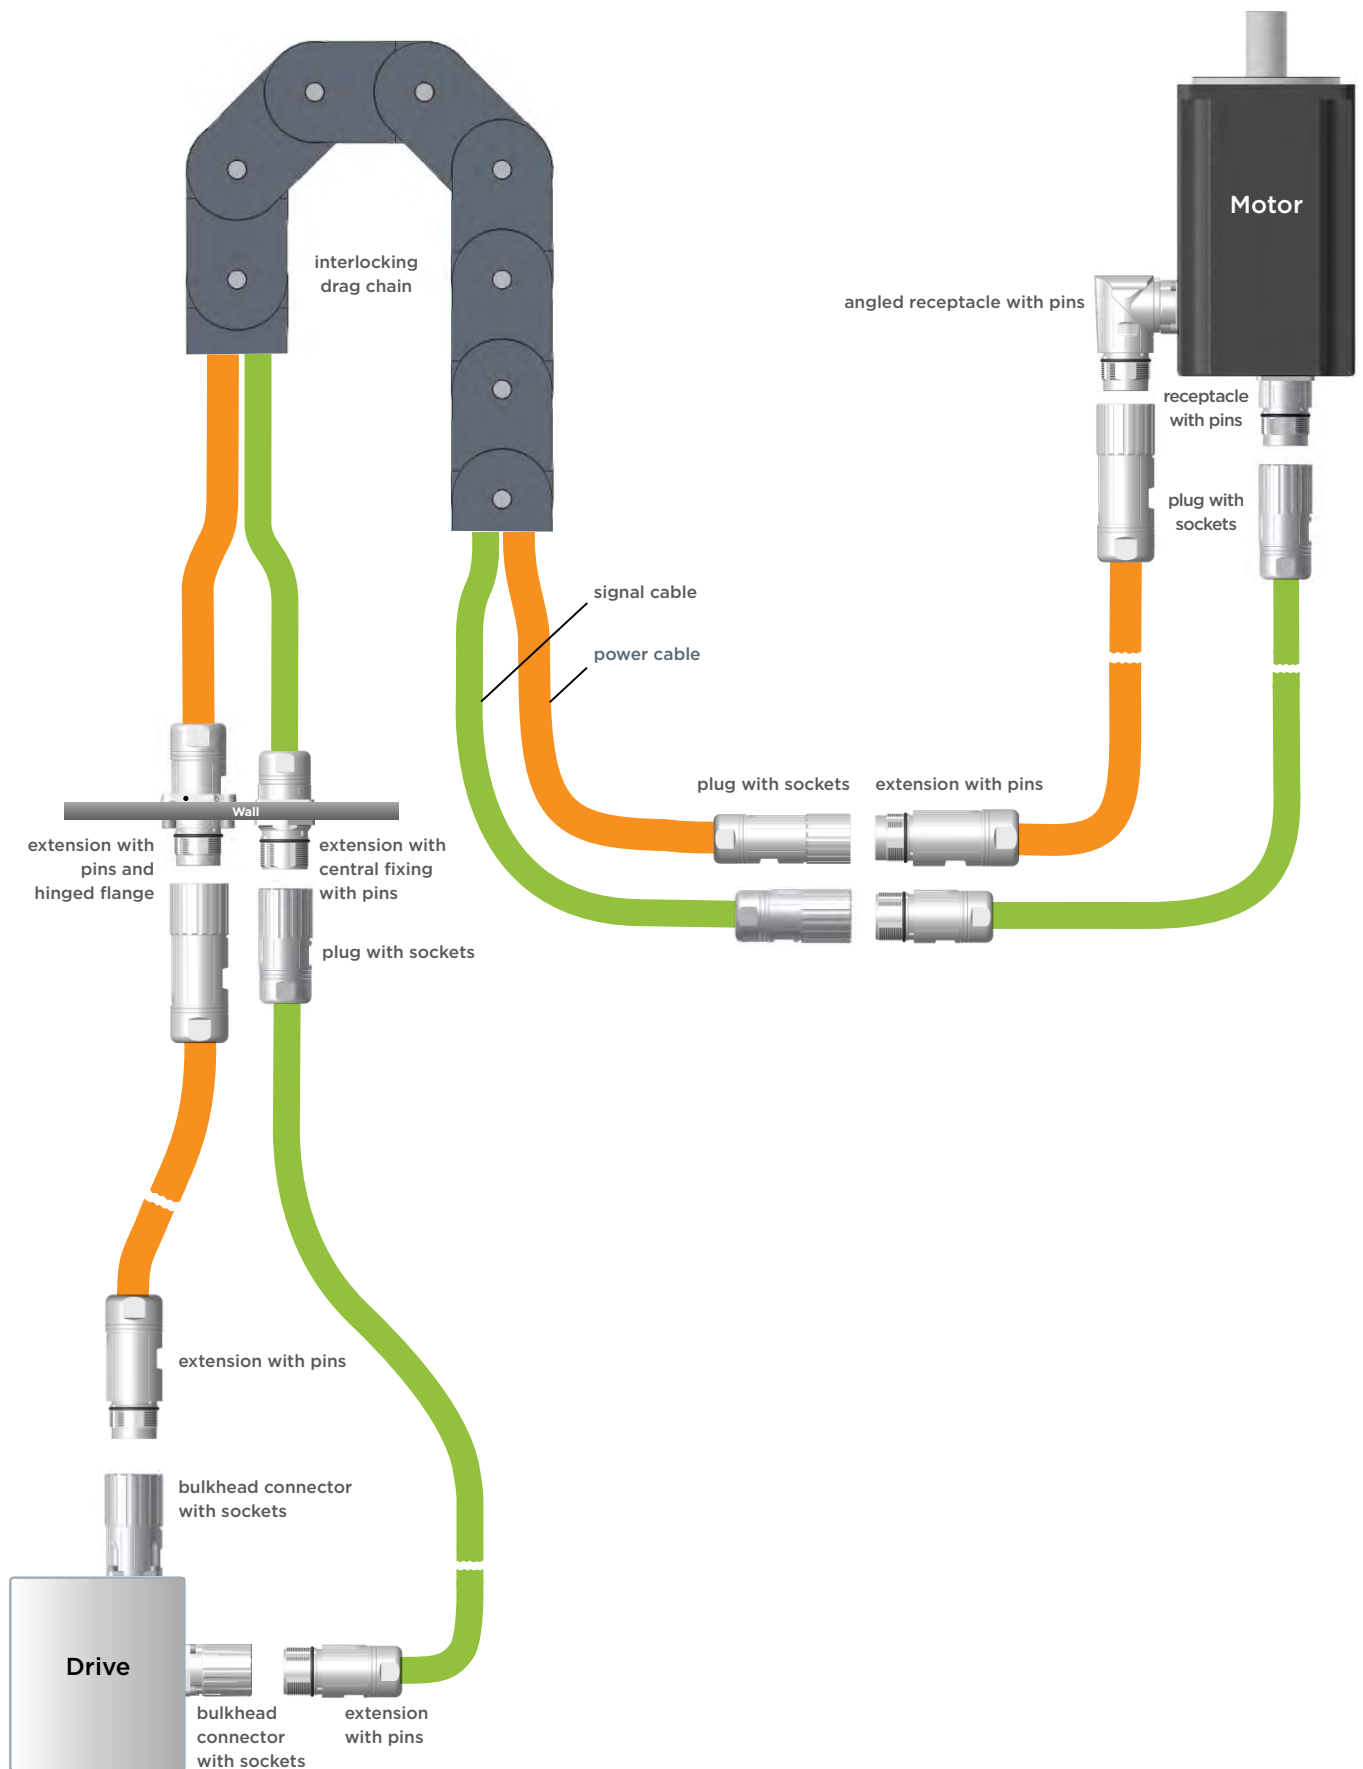 Motor
interlocking
drag chain
angled receptacle with pins
receptacle
with pins
plug with
sockets
signal cable
power cable
plug with sockets
extension with pins
Wall
extension with
pins and
hinged flange
extension with
central fixing
with pins
plug with sockets
extension with pins
bulkhead connector
with sockets
Drive
bulkhead
connector
with sockets
extension
with pins